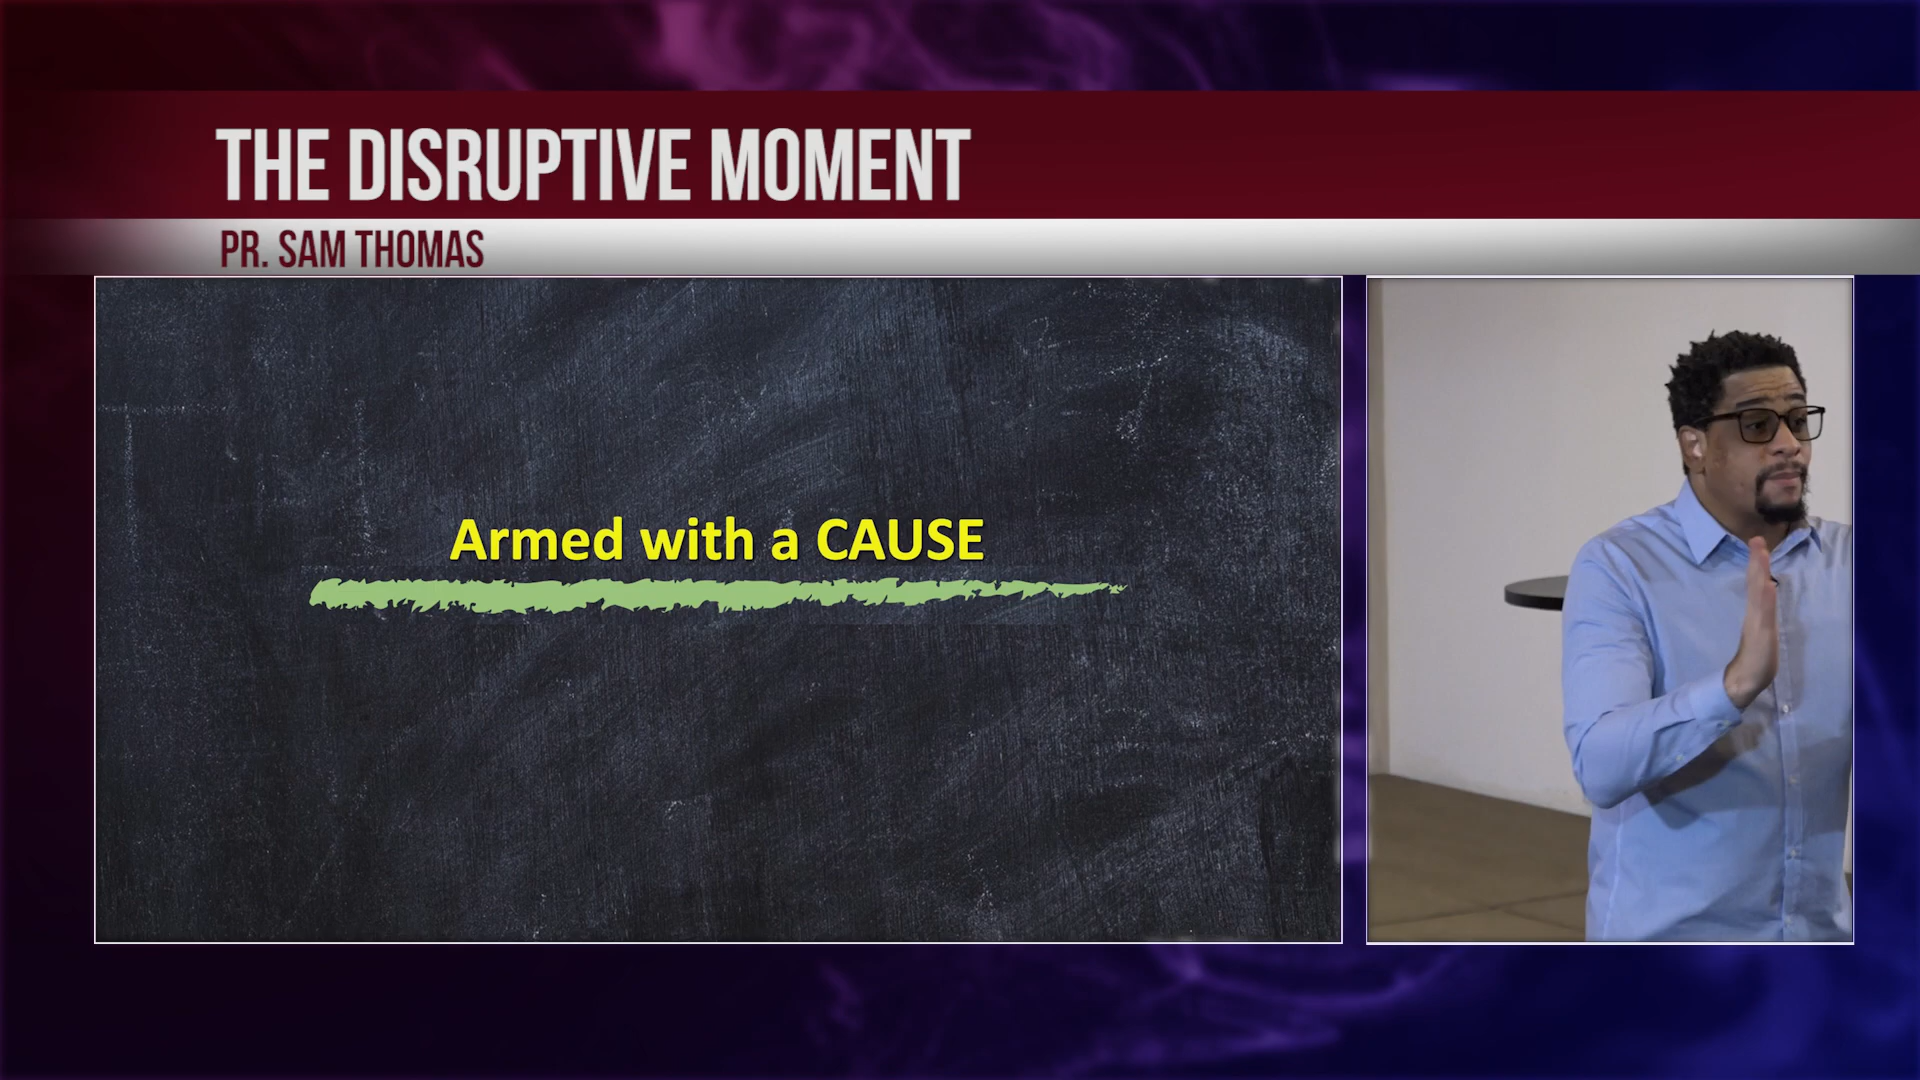 THE DISRUPTIVE MOMENT
PR. SAM THOMAS
Armed with a CAUSE